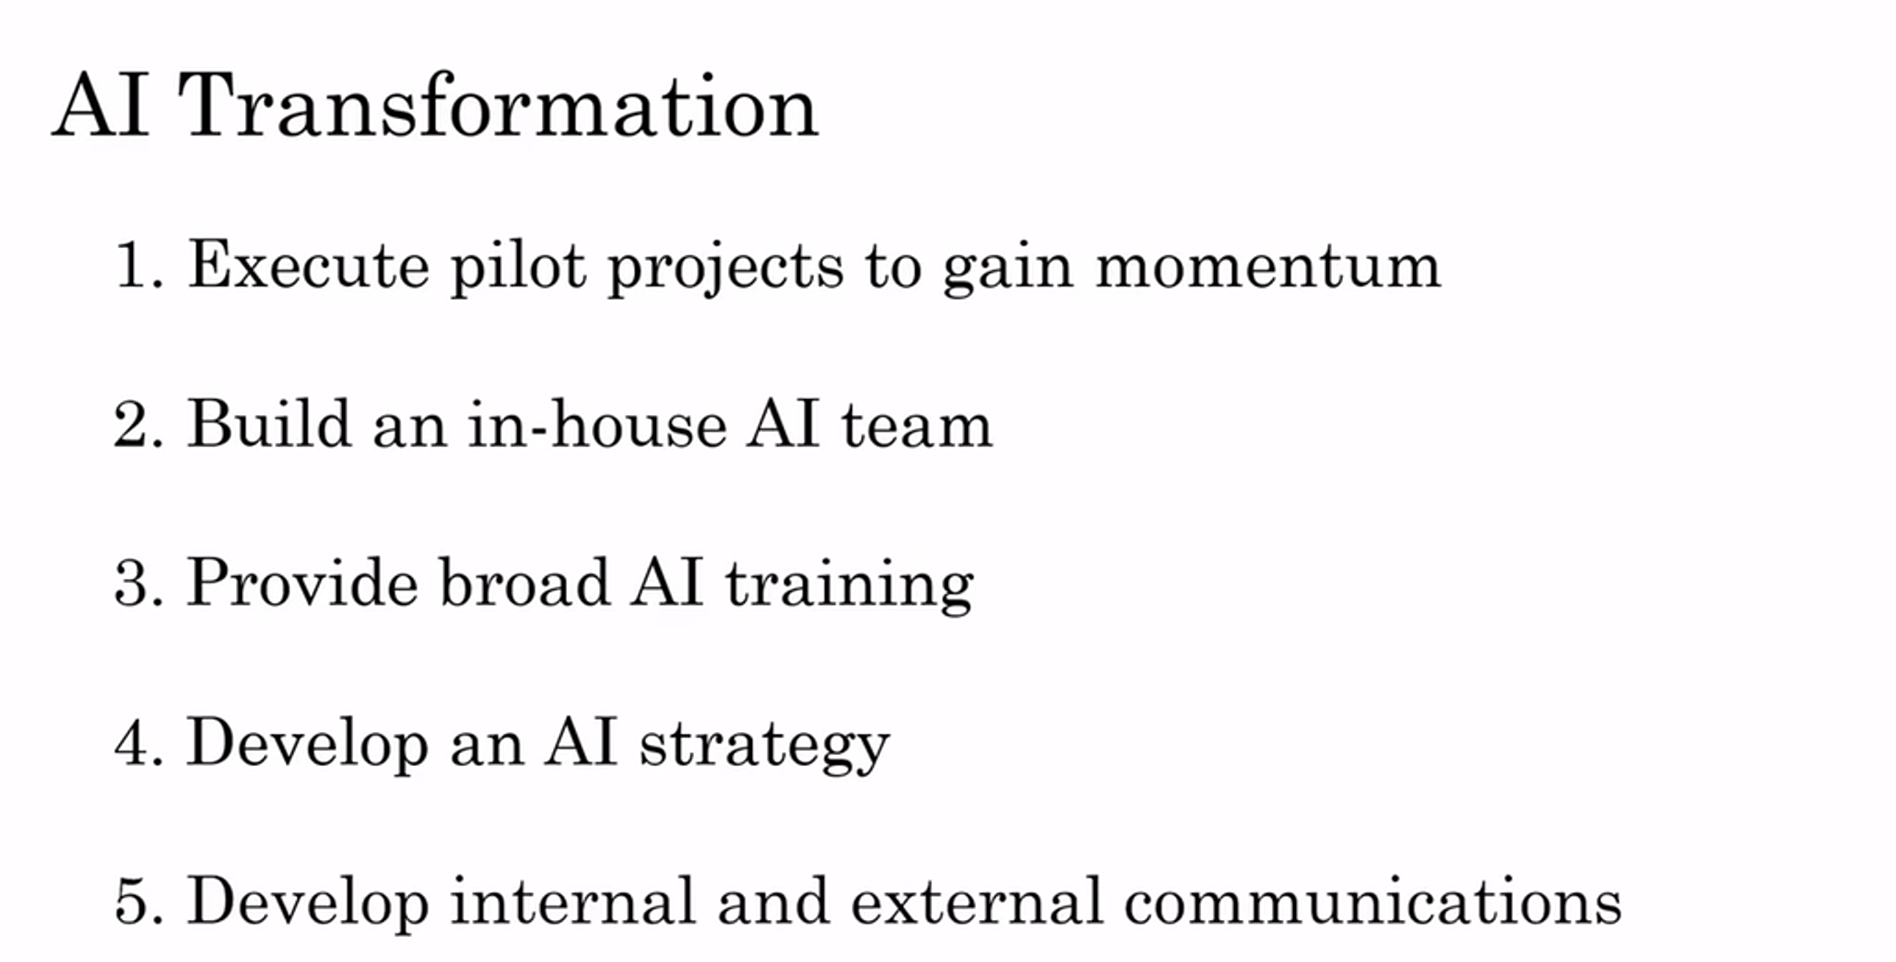 AI Transformation
1. Execute pilot projects to gain momentum
2. Build an in-house AI team
3. Provide broad AI training
4. Develop an AI strategy
5. Develop internal and external communications